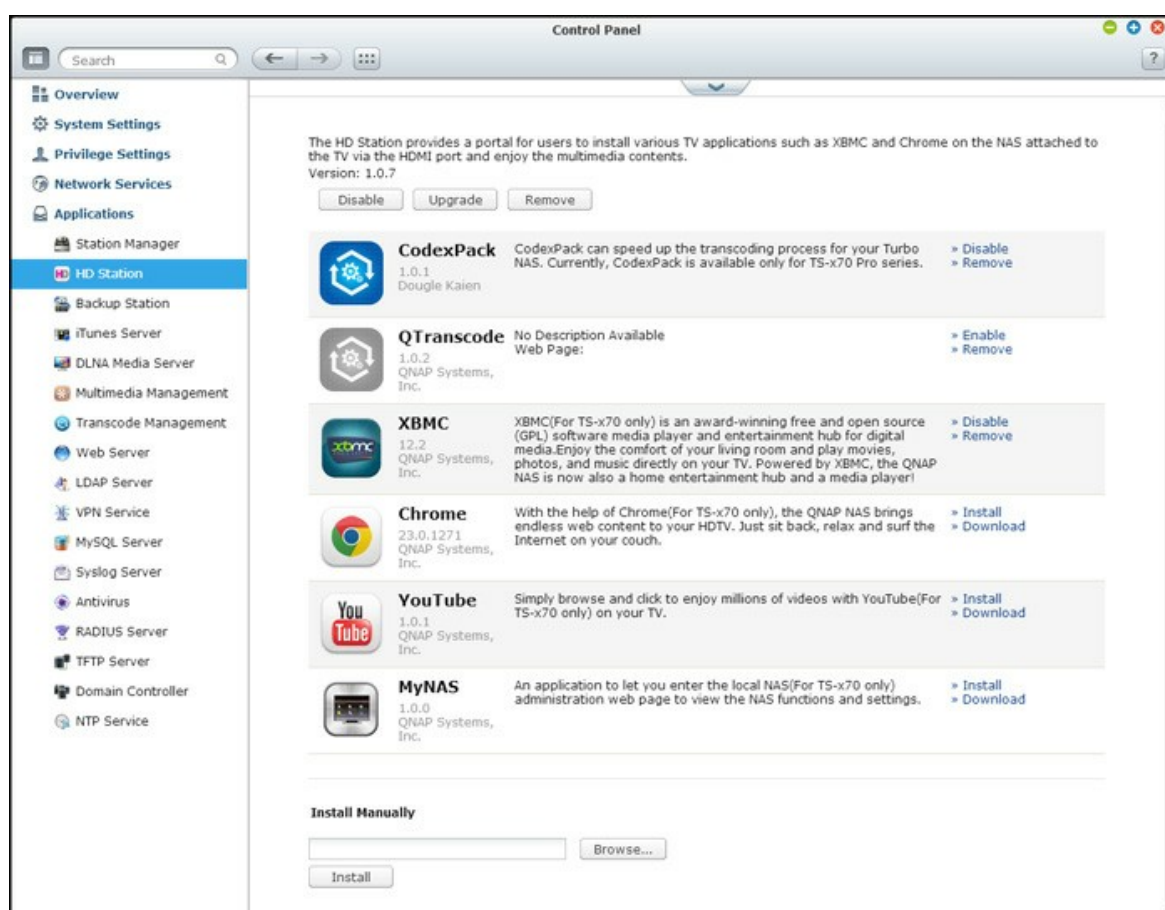 Control Panel
Search
?
Overview
System Settings
Privilege Settings
Network Services
Applications
Station Manager
HD HD Station
Backup Station
iTunes Server
DLNA Media Server
Multimedia Management
Transcode Management
Web Server
LDAP Server
VPN Service
MySQL Server
Syslog Server
Antivirus
RADIUS Server
TFTP Server
Domain Controller
NTP Service
The HD Station provides a portal for users to install various TV applications such as XBMC and Chrome on the NAS attached to
the TV via the HDMI port and enjoy the multimedia contents.
Version: 1.0.7
Disable Upgrade Remove
CodexPack
1.0.1
Dougle Kaien
CodexPack can speed up the transcoding process for your Turbo
NAS. Currently, CodexPack is available only for TS-x70 Pro series.
» Disable
» Remove
QTranscode
1.0.2
QNAP Systems,
Inc.
No Description Available
Web Page:
» Enable
» Remove
xbmc
XBMC
12.2
QNAP Systems,
Inc.
XBMC(For TS-x70 only) is an award-winning free and open source
(GPL) software media player and entertainment hub for digital
media.Enjoy the comfort of your living room and play movies,
photos, and music directly on your TV. Powered by XBMC, the QNAP
NAS is now also a home entertainment hub and a media player!
» Disable
» Remove
Chrome
23.0.1271
QNAP Systems,
Inc.
With the help of Chrome(For TS-x70 only), the QNAP NAS brings
endless web content to your HDTV. Just sit back, relax and surf the
Internet on your couch.
» Install
» Download
You
Tube
YouTube
1.0.1
QNAP Systems,
Inc.
Simply browse and click to enjoy millions of videos with YouTube(For
TS-x70 only) on your TV.
» Install
» Download
MyNAS
1.0.0
QNAP Systems,
Inc.
An application to let you enter the local NAS(For TS-x70 only)
administration web page to view the NAS functions and settings.
» Install
» Download
Install Manually
Browse...
Install